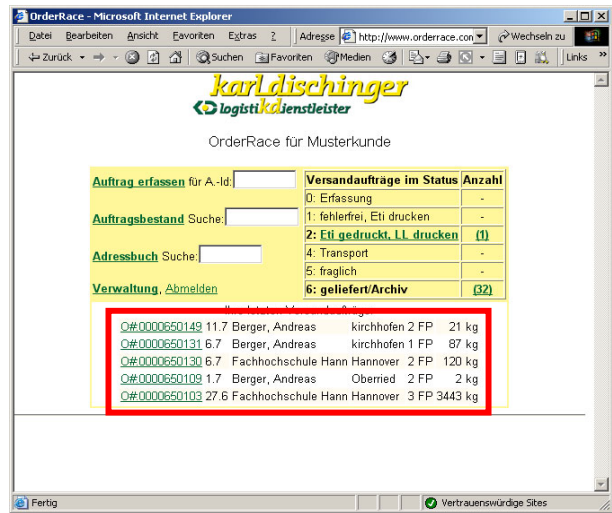 OrderRace - Microsoft Internet Explorer
Datei Bearbeiten Ansicht Favoriten Extras ? Adresse http://www.orderrace.con Wechseln zu
Zurück Suchen Favoriten Medien Links »
karl dischinger
logistikdienstleister
OrderRace für Musterkunde
Auftrag erfassen für A.-Id:
Auftragsbestand Suche:
Adressbuch Suche:
Verwaltung, Abmelden
Versandaufträge im Status Anzahl
0: Erfassung -
1: fehlerfrei, Eti drucken -
2: Eti gedruckt, LL drucken (1)
4: Transport -
5: fraglich -
6: geliefert/Archiv (32)
Ihre letzten Versandaufträge
O#:0000650149 11.7 Berger, Andreas kirchhofen 2 FP 21 kg
O#:0000650131 6.7 Berger, Andreas kirchhofen 1 FP 87 kg
O#:0000650130 6.7 Fachhochschule Hann Hannover 2 FP 120 kg
O#:0000650109 1.7 Berger, Andreas Oberried 2 FP 2 kg
O#:0000650103 27.6 Fachhochschule Hann Hannover 3 FP 3443 kg
Fertig Vertrauenswürdige Sites